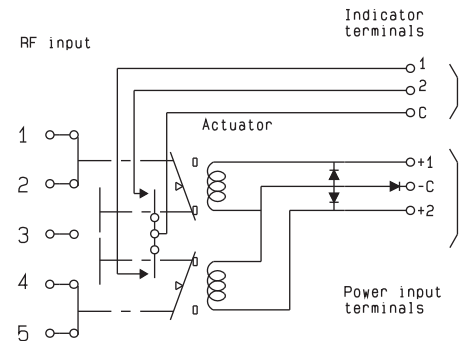 Indicator
terminals
RF input
1
2
C
Actuator
1
2
3
4
5
+1
-C
+2
Power input
terminals